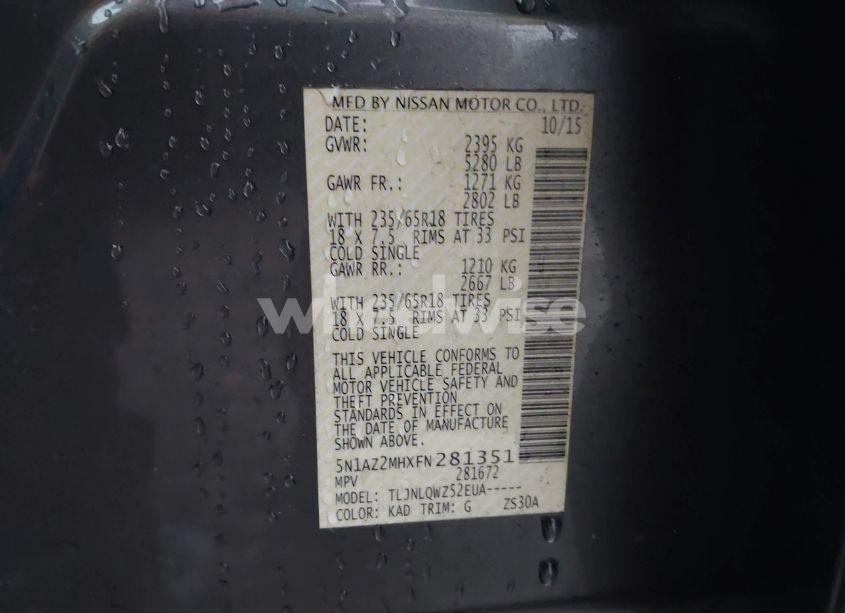 MFD BY NISSAN MOTOR CO., LTD.
DATE: 10/15
GVWR: 2395 KG
5280 LB
GAWR FR.: 1271 KG
2802 LB
WITH 235/65R18 TIRES
18 X 7.5 RIMS AT 33 PSI
COLD SINGLE
GAWR RR.: 1210 KG
2667 LB
wheelwise
WITH 235/65R18 TIRES
18 X 7.5 RIMS AT 33 PSI
COLD SINGLE
THIS VEHICLE CONFORMS TO
ALL APPLICABLE FEDERAL
MOTOR VEHICLE SAFETY AND
THEFT PREVENTION
STANDARDS IN EFFECT ON
THE DATE OF MANUFACTURE
SHOWN ABOVE.
5N1AZ2MHXFN281351
MPV 281672
MODEL: TLJNLQWZ52EUA-----
COLOR: KAD TRIM: G ZS30A